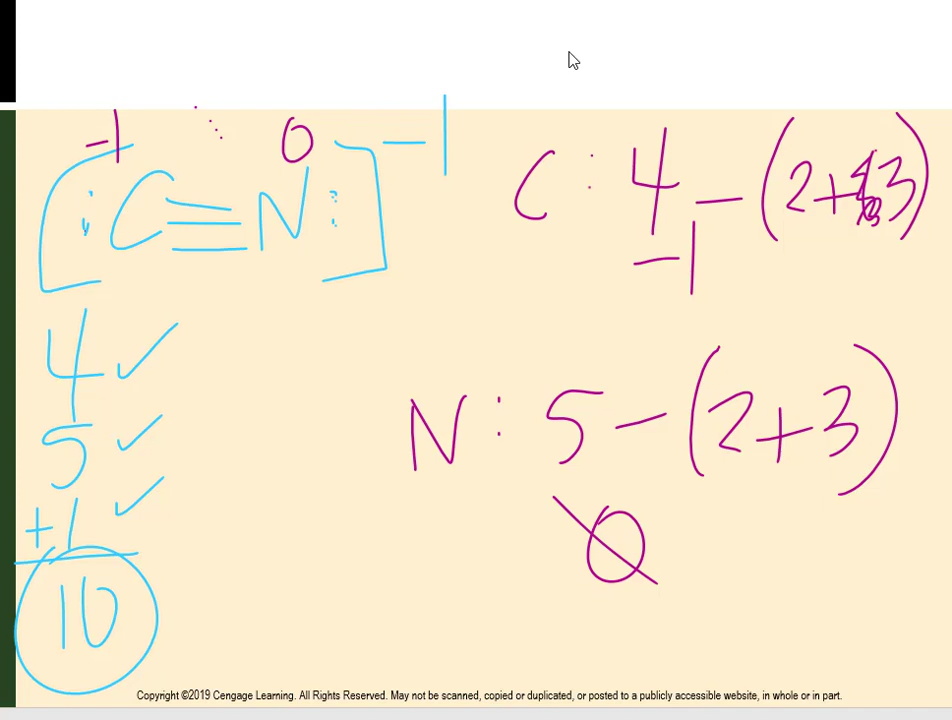 -1 0
[:C≡N:] -1
C: 4 - (2+3)
-1
4 ✓
5 ✓
+1 ✓
10
N: 5 - (2+3)
0
Copyright ©2019 Cengage Learning. All Rights Reserved. May not be scanned, copied or duplicated, or posted to a publicly accessible website, in whole or in part.